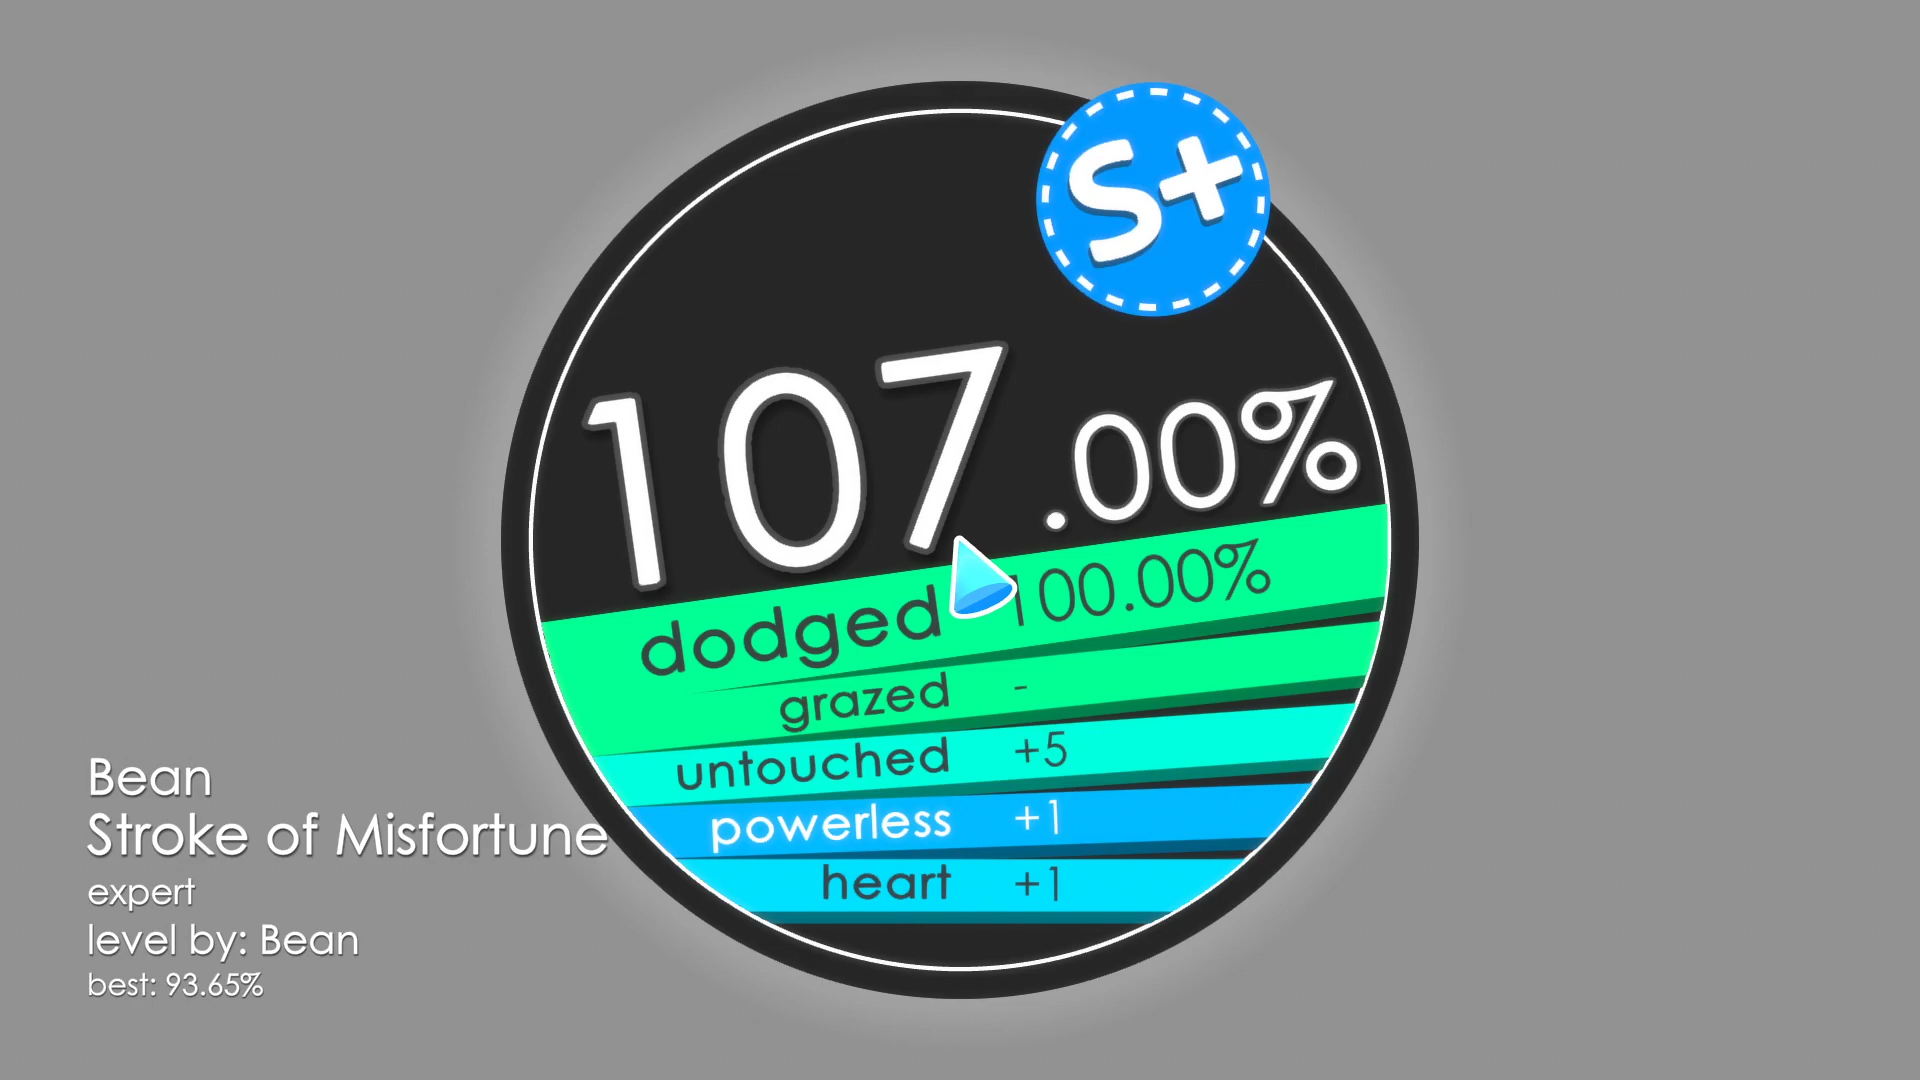 S+
107.00%
dodged 100.00%
grazed -
untouched +5
powerless +1
heart +1
Bean
Stroke of Misfortune
expert
level by: Bean
best: 93.65%